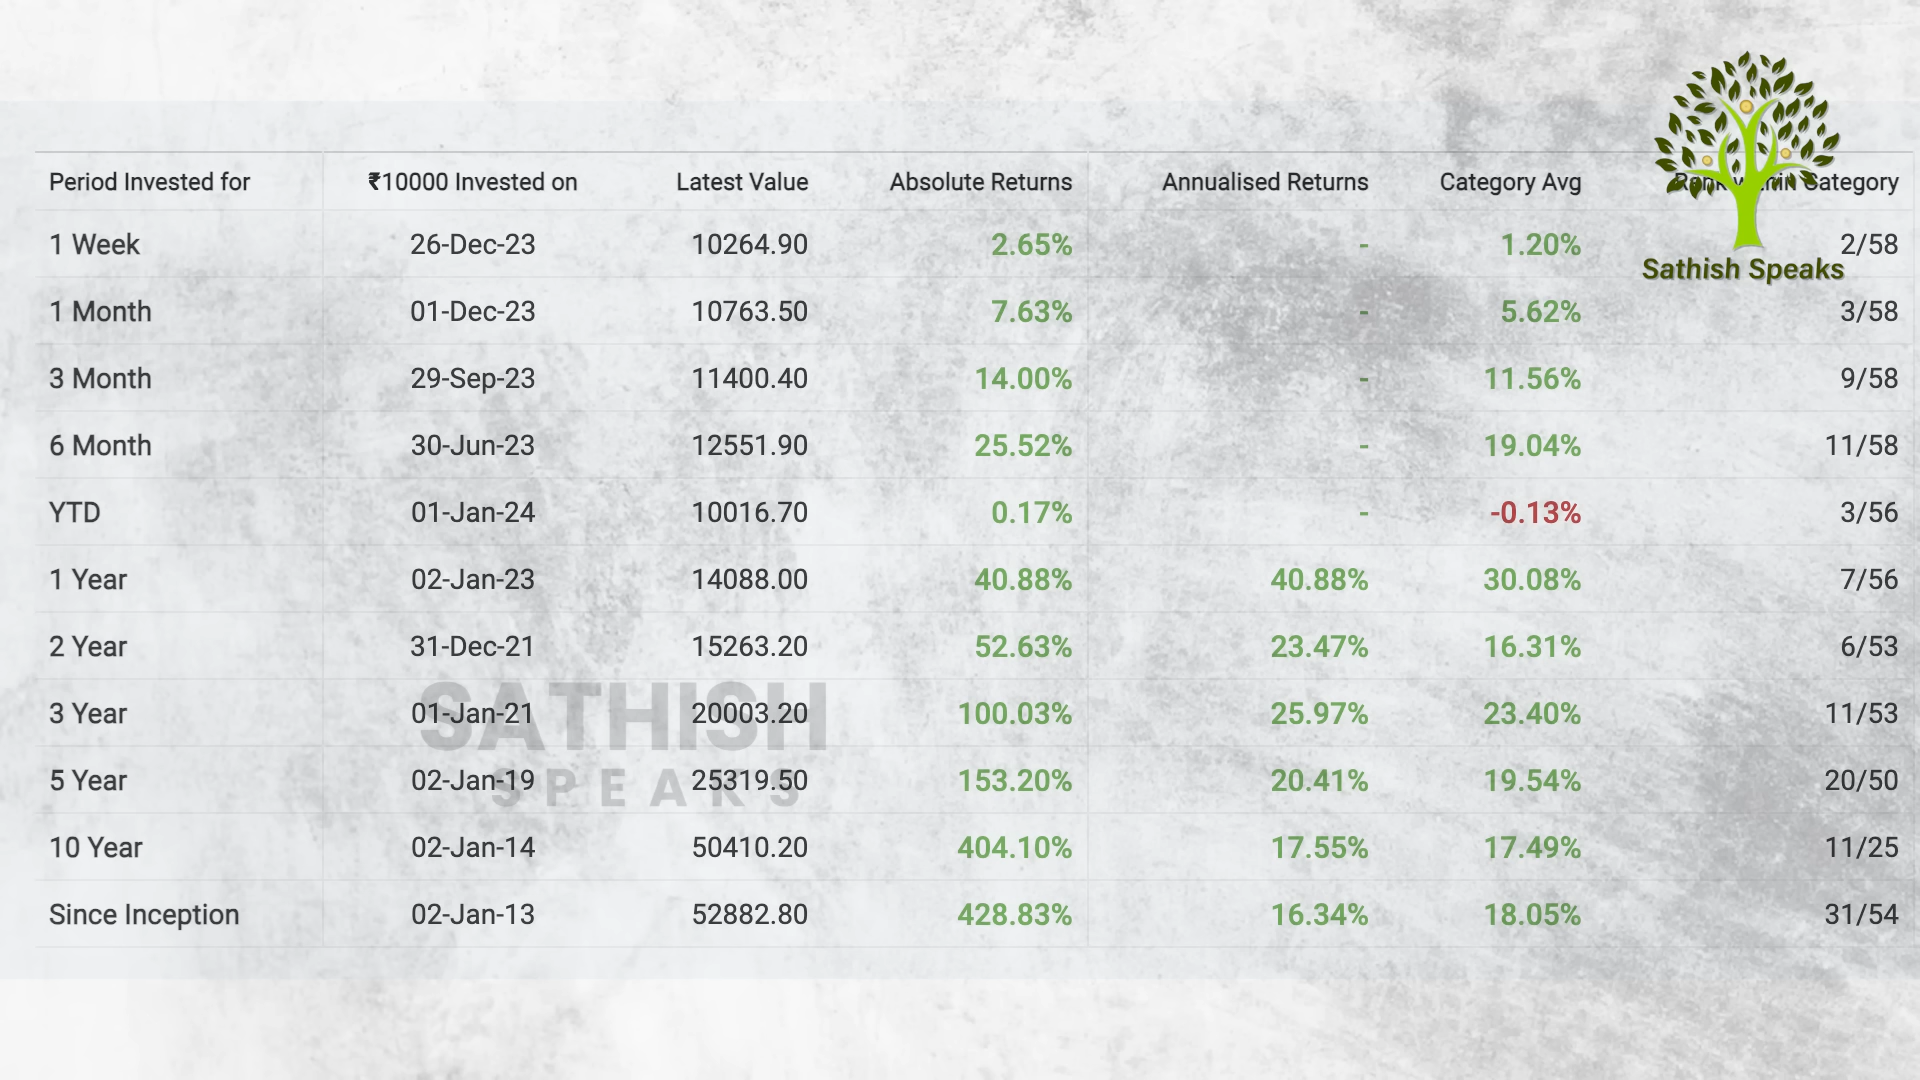 Period Invested for ₹10000 Invested on Latest Value Absolute Returns Annualised Returns Category Avg Rank within Category
1 Week 26-Dec-23 10264.90 2.65% - 1.20% 2/58
Sathish Speaks
1 Month 01-Dec-23 10763.50 7.63% - 5.62% 3/58
3 Month 29-Sep-23 11400.40 14.00% - 11.56% 9/58
6 Month 30-Jun-23 12551.90 25.52% - 19.04% 11/58
YTD 01-Jan-24 10016.70 0.17% - -0.13% 3/56
1 Year 02-Jan-23 14088.00 40.88% 40.88% 30.08% 7/56
2 Year 31-Dec-21 15263.20 52.63% 23.47% 16.31% 6/53
3 Year 01-Jan-21 20003.20 100.03% 25.97% 23.40% 11/53
SATHISH
5 Year 02-Jan-19 25319.50 153.20% 20.41% 19.54% 20/50
SPEAKS
10 Year 02-Jan-14 50410.20 404.10% 17.55% 17.49% 11/25
Since Inception 02-Jan-13 52882.80 428.83% 16.34% 18.05% 31/54